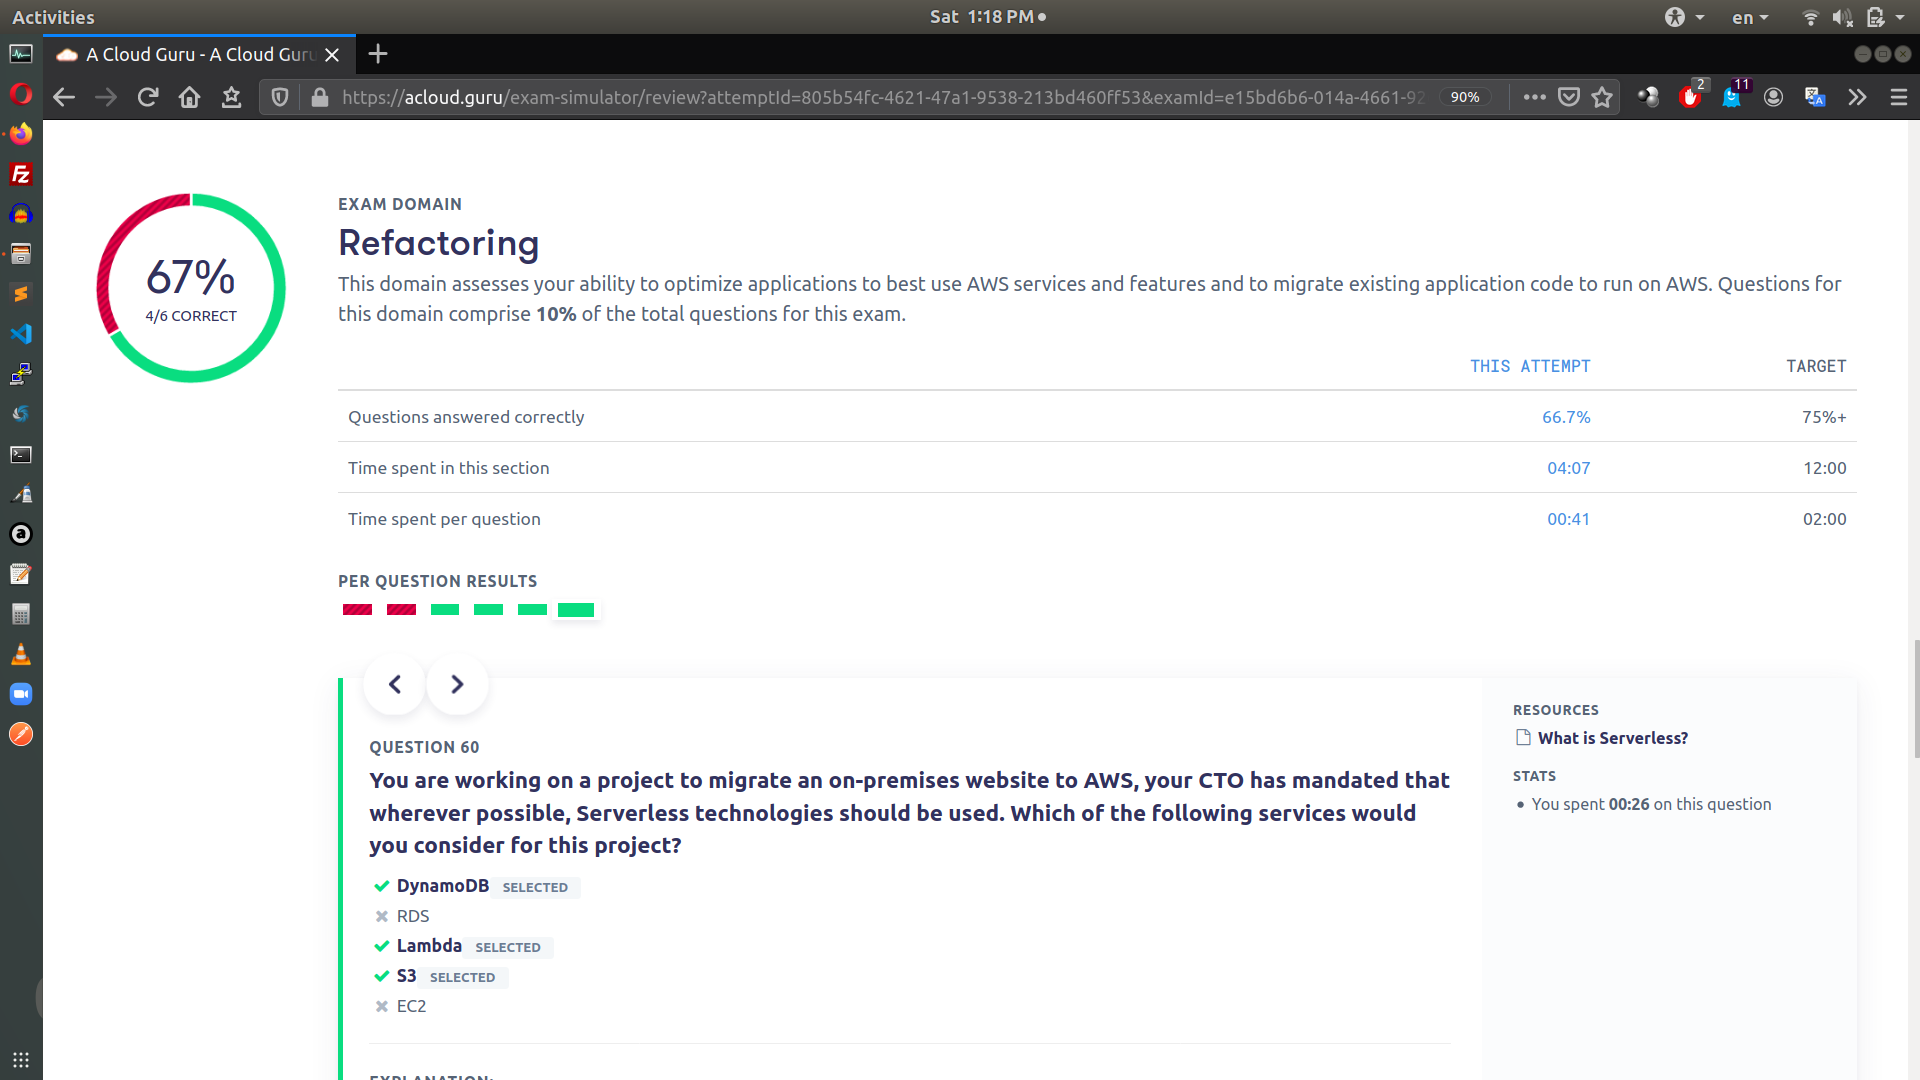 Activities
Sat 1:18 PM
en
A Cloud Guru - A Cloud Guru
https://acloud.guru/exam-simulator/review?attemptId=805b54fc-4621-47a1-9538-213bd460ff53&examId=e15bd6b6-014a-4661-92
90%
2
11
67%
4/6 CORRECT
EXAM DOMAIN
Refactoring
This domain assesses your ability to optimize applications to best use AWS services and features and to migrate existing application code to run on AWS. Questions for
this domain comprise 10% of the total questions for this exam.
THIS ATTEMPT TARGET
Questions answered correctly 66.7% 75%+
Time spent in this section 04:07 12:00
Time spent per question 00:41 02:00
PER QUESTION RESULTS
QUESTION 60
You are working on a project to migrate an on-premises website to AWS, your CTO has mandated that
wherever possible, Serverless technologies should be used. Which of the following services would
you consider for this project?
DynamoDB SELECTED
RDS
Lambda SELECTED
S3 SELECTED
EC2
EXPLANATION:
RESOURCES
What is Serverless?
STATS
• You spent 00:26 on this question